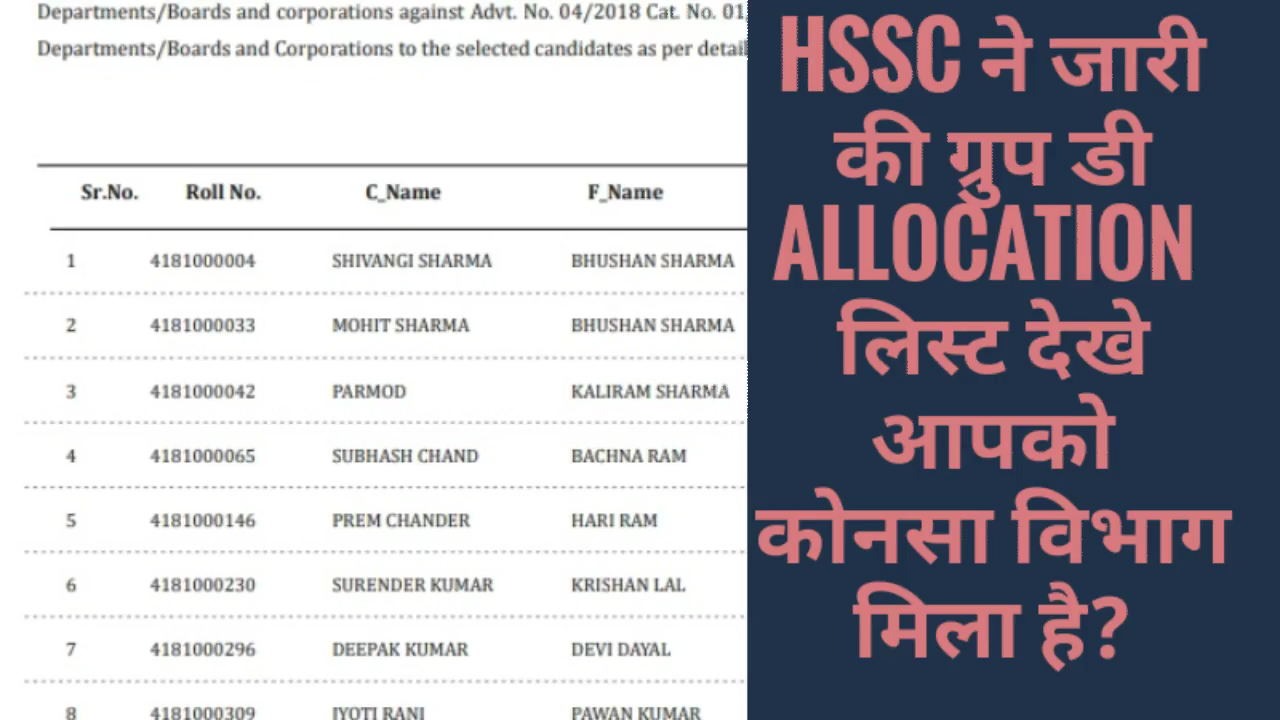 Departments/Boards and corporations against Advt. No. 04/2018 Cat. No. 01
Departments/Boards and Corporations to the selected candidates as per detail
Sr.No. Roll No. C_Name F_Name
1 4181000004 SHIVANGI SHARMA BHUSHAN SHARMA
2 4181000033 MOHIT SHARMA BHUSHAN SHARMA
3 4181000042 PARMOD KALIRAM SHARMA
4 4181000065 SUBHASH CHAND BACHNA RAM
5 4181000146 PREM CHANDER HARI RAM
6 4181000230 SURENDER KUMAR KRISHAN LAL
7 4181000296 DEEPAK KUMAR DEVI DAYAL
8 4181000309 JYOTI RANI PAWAN KUMAR
HSSC ने जारी
की ग्रुप डी
ALLOCATION
लिस्ट देखे
आपको
कोनसा विभाग
मिला है?